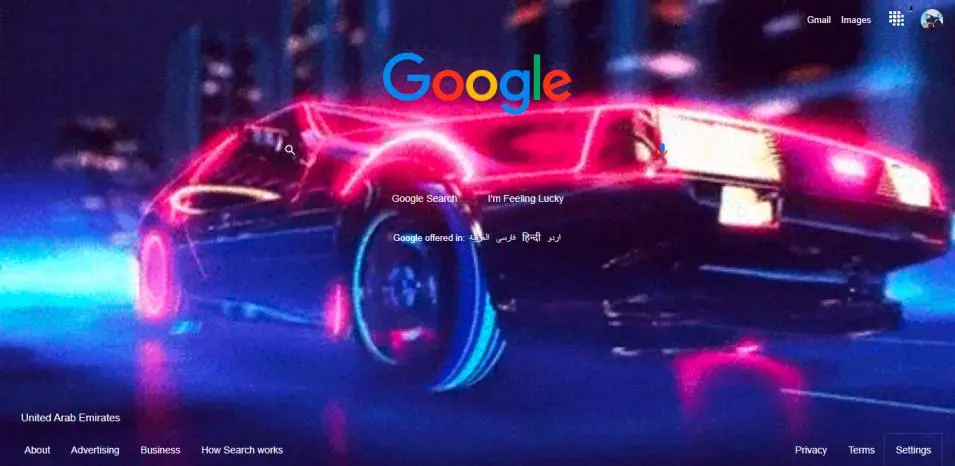 Gmail Images
Google
Google Search I'm Feeling Lucky
Google offered in: العربية فارسی हिन्दी اردو
United Arab Emirates
About Advertising Business How Search works Privacy Terms Settings